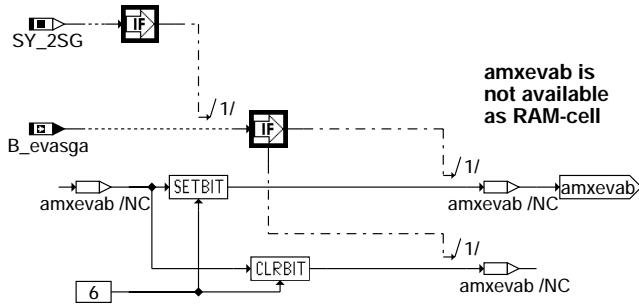 IF
SY_2SG
/1/
amxevab is
not available
as RAM-cell
IF
B_evasga
/1/
SETBIT
amxevab
amxevab /NC
amxevab /NC
/1/
CLRBIT
6
amxevab /NC